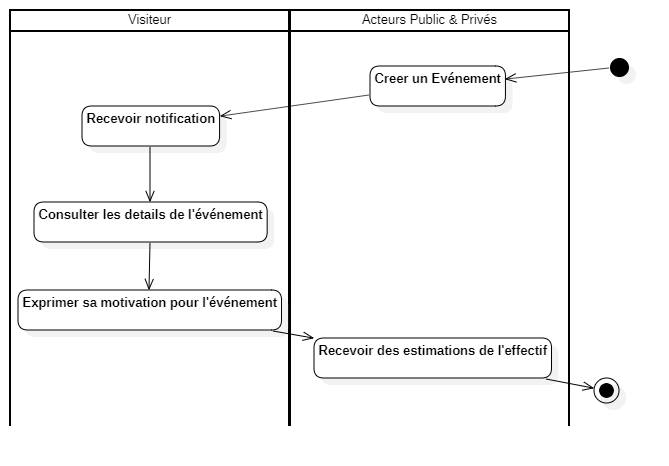 Visiteur
Acteurs Public & Privés
Creer un Evénement
Recevoir notification
Consulter les details de l'événement
Exprimer sa motivation pour l'événement
Recevoir des estimations de l'effectif